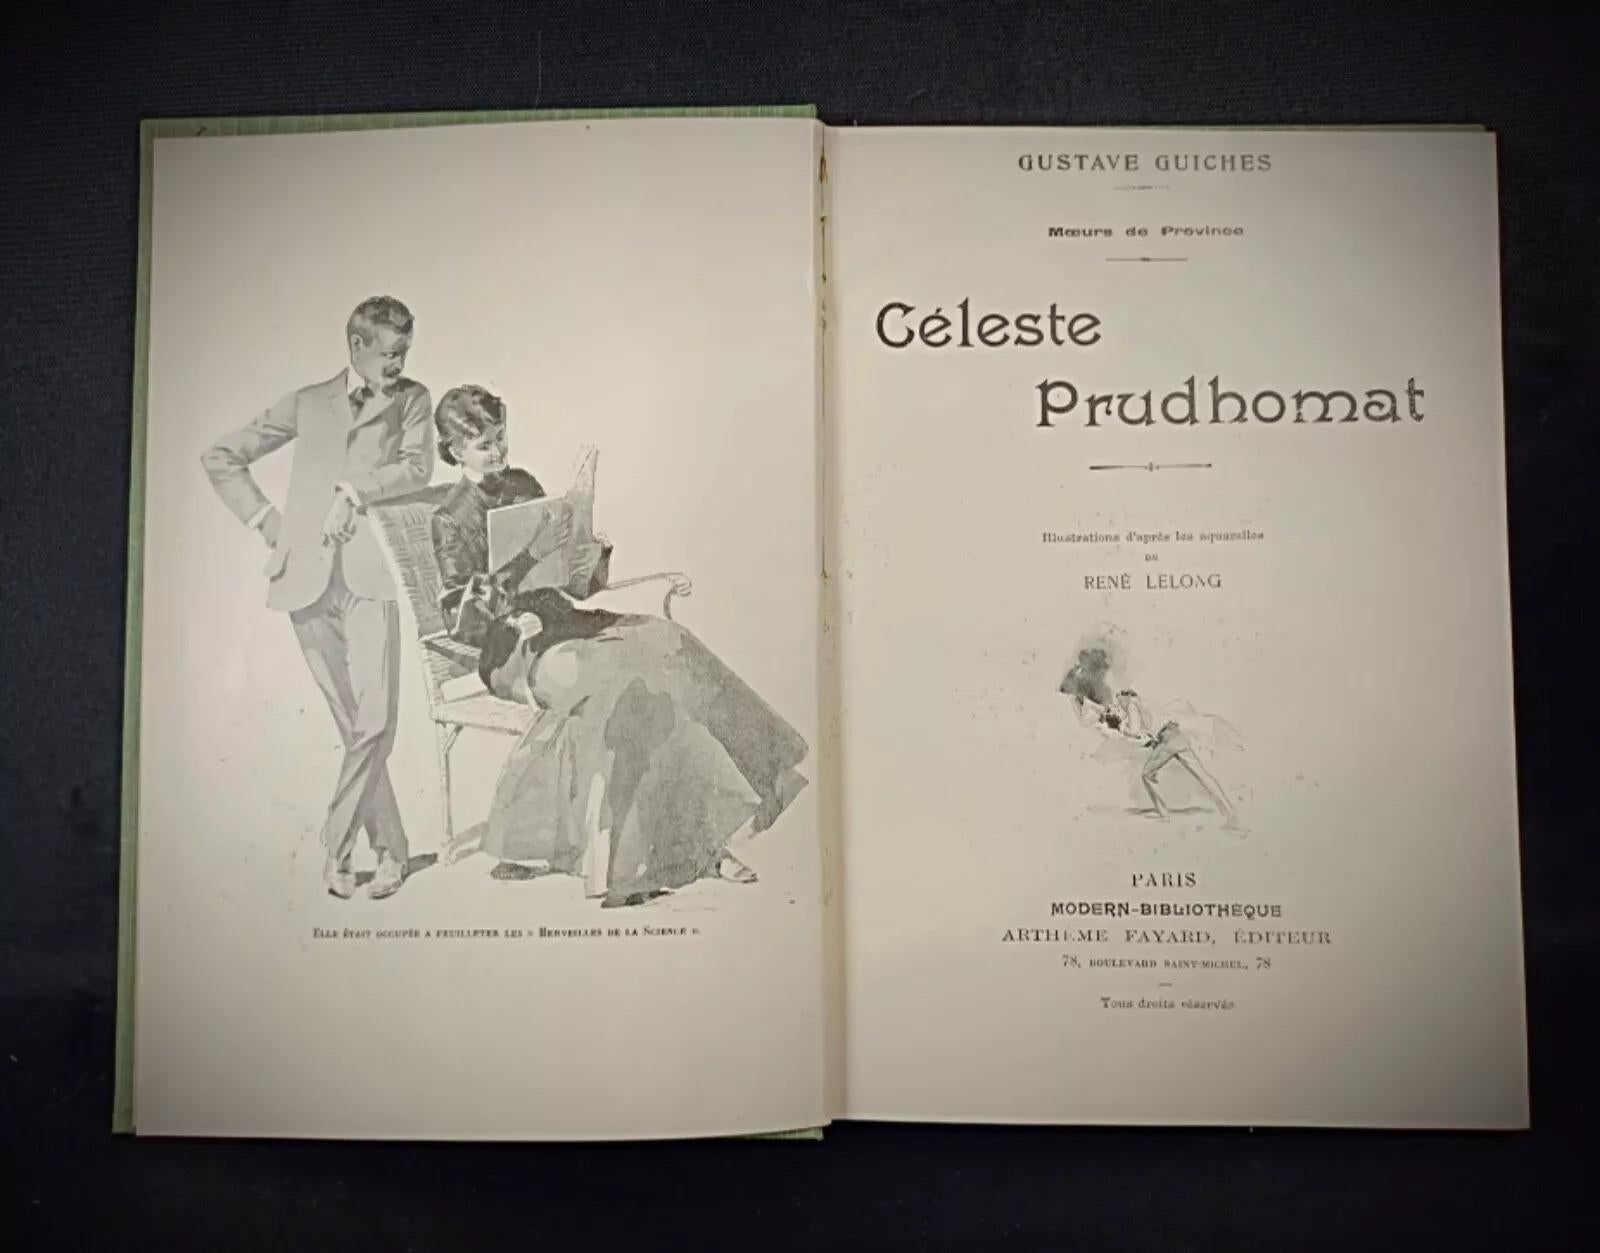 ELLE ÉTAIT OCCUPÉE A FEUILLETER LES « MERVEILLES DE LA SCIENCE ».
GUSTAVE GUICHES
Mœurs de Province
Céleste
Prudhomat
Illustrations d'après les aquarelles
DE
RENÉ LELONG
PARIS
MODERN-BIBLIOTHÈQUE
ARTHÈME FAYARD, ÉDITEUR
78, BOULEVARD SAINT-MICHEL, 78
Tous droits réservés